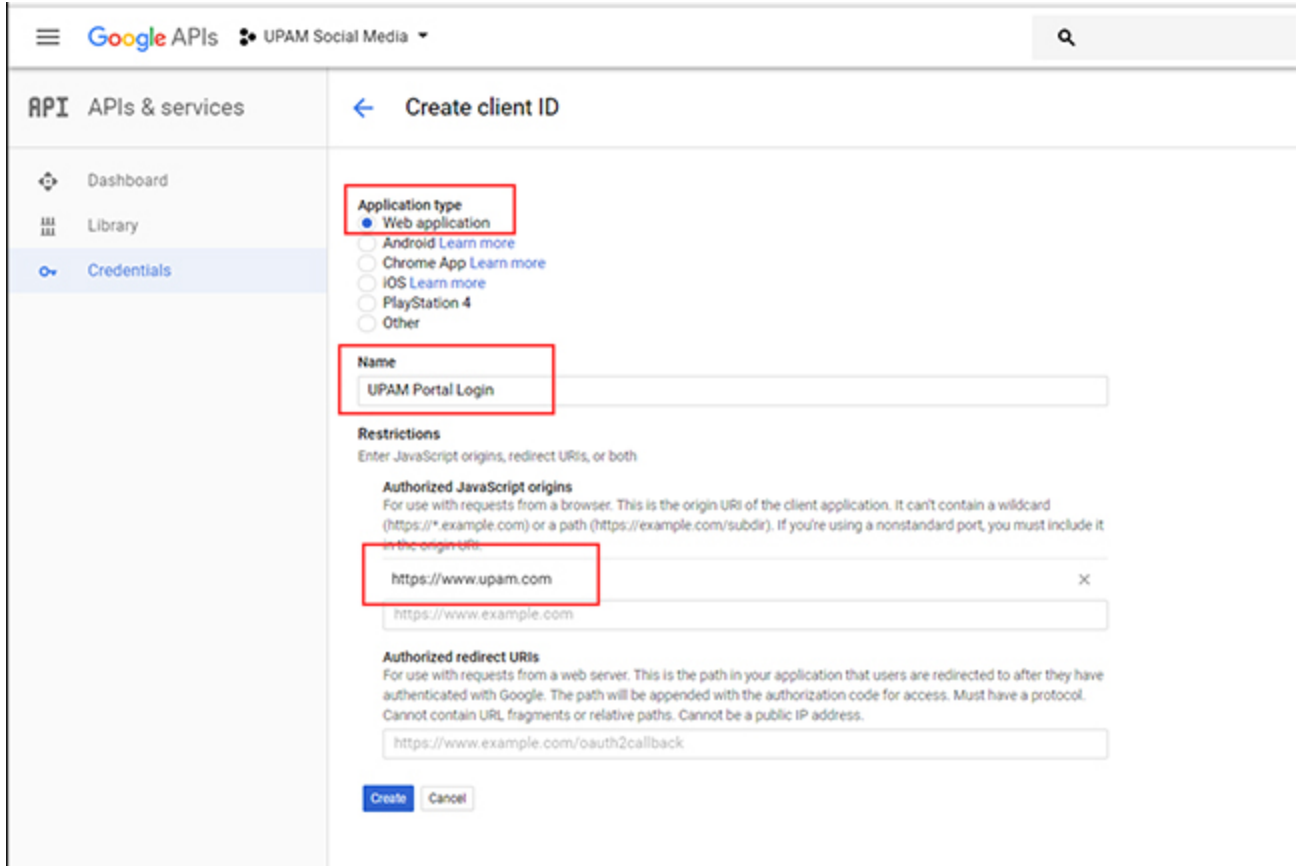 Google APIs UPAM Social Media
API APIs & services
Create client ID
Dashboard
Library
Credentials
Application type
Web application
Android Learn more
Chrome App Learn more
iOS Learn more
PlayStation 4
Other
Name
UPAM Portal Login
Restrictions
Enter JavaScript origins, redirect URIs, or both
Authorized JavaScript origins
For use with requests from a browser. This is the origin URI of the client application. It can't contain a wildcard
(https://*.example.com) or a path (https://example.com/subdir). If you're using a nonstandard port, you must include it
in the origin URI.
https://www.upam.com
https://www.example.com
Authorized redirect URIs
For use with requests from a web server. This is the path in your application that users are redirected to after they have
authenticated with Google. The path will be appended with the authorization code for access. Must have a protocol.
Cannot contain URL fragments or relative paths. Cannot be a public IP address.
https://www.example.com/oauth2callback
Create Cancel